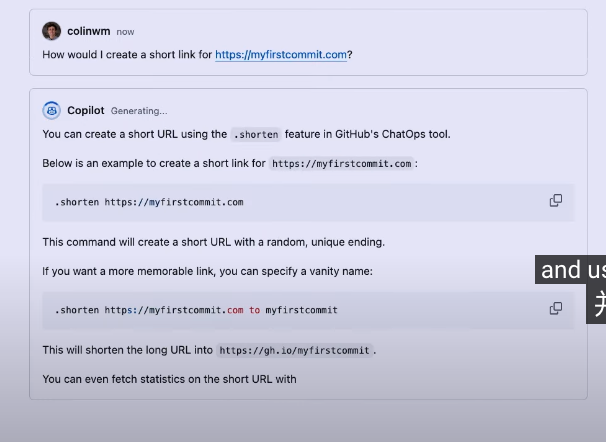 colinwm now
How would I create a short link for https://myfirstcommit.com?
Copilot Generating...
You can create a short URL using the .shorten feature in GitHub's ChatOps tool.
Below is an example to create a short link for https://myfirstcommit.com:
.shorten https://myfirstcommit.com
This command will create a short URL with a random, unique ending.
If you want a more memorable link, you can specify a vanity name:
and us
.shorten https://myfirstcommit.com to myfirstcommit
This will shorten the long URL into https://gh.io/myfirstcommit.
You can even fetch statistics on the short URL with